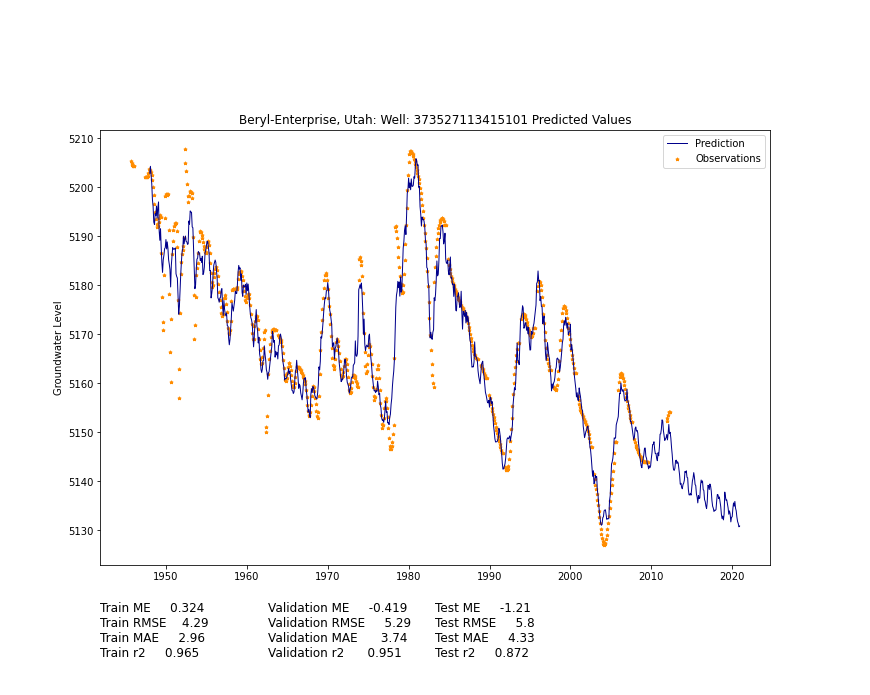 Beryl-Enterprise, Utah: Well: 373527113415101 Predicted Values
Prediction
Observations
Groundwater Level
5210
5200
5190
5180
5170
5160
5150
5140
5130
1950 1960 1970 1980 1990 2000 2010 2020
Train ME 0.324 Validation ME -0.419 Test ME -1.21
Train RMSE 4.29 Validation RMSE 5.29 Test RMSE 5.8
Train MAE 2.96 Validation MAE 3.74 Test MAE 4.33
Train r2 0.965 Validation r2 0.951 Test r2 0.872